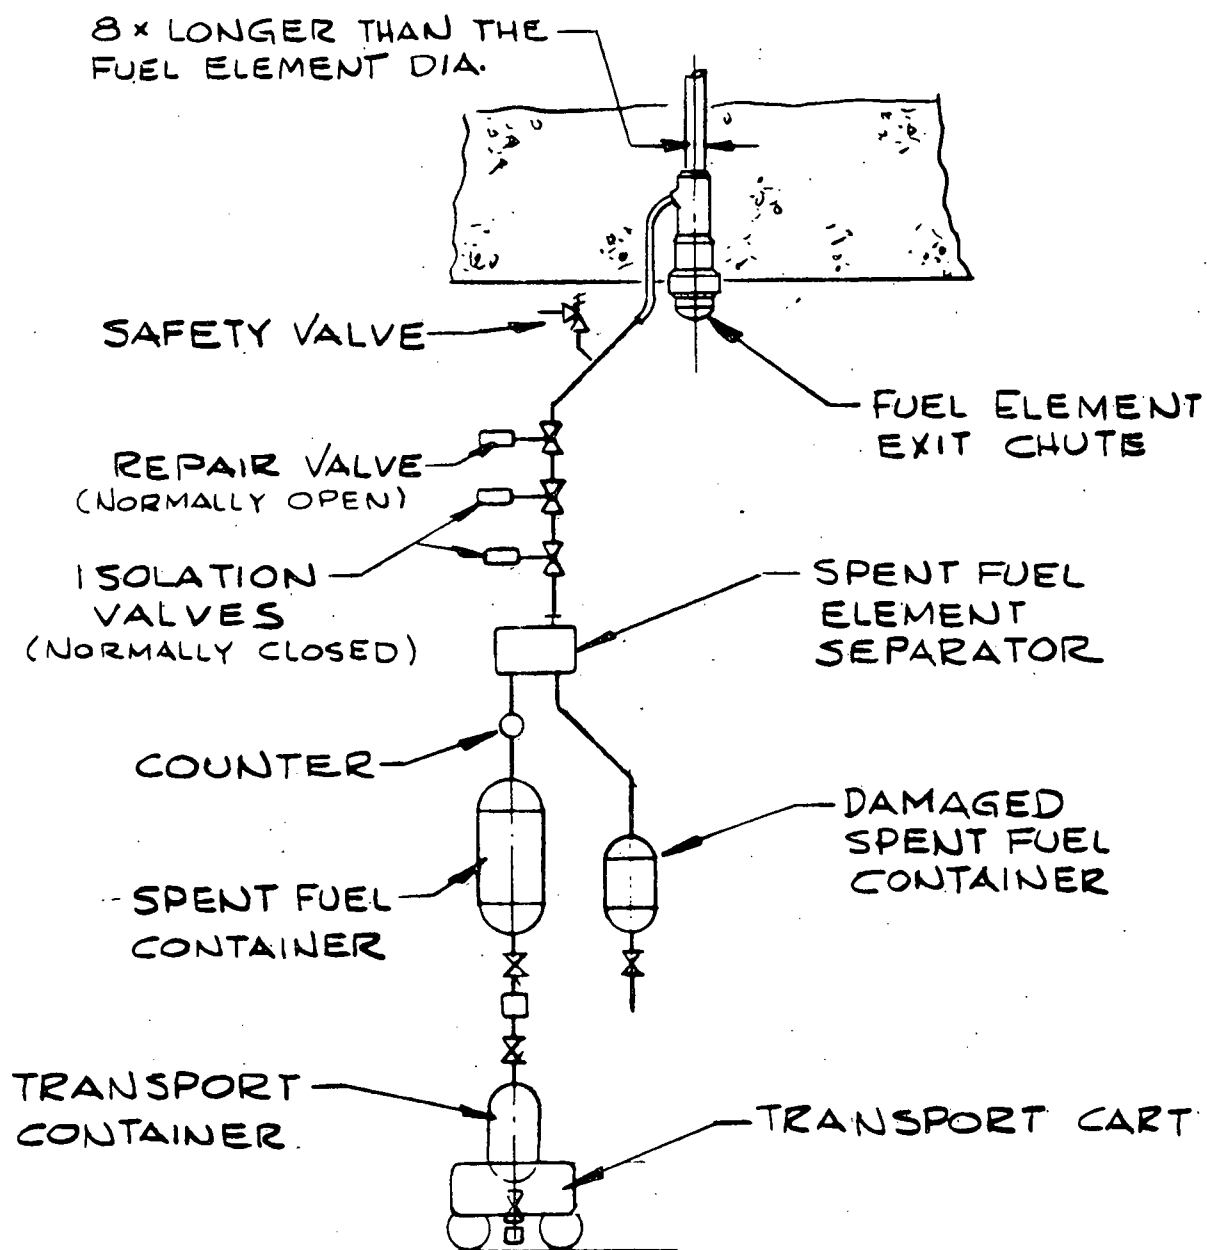 8 x LONGER THAN THE
FUEL ELEMENT DIA.
SAFETY VALVE
FUEL ELEMENT
EXIT CHUTE
REPAIR VALVE
(NORMALLY OPEN)
ISOLATION
VALVES
(NORMALLY CLOSED)
SPENT FUEL
ELEMENT
SEPARATOR
COUNTER
DAMAGED
SPENT FUEL
CONTAINER
SPENT FUEL
CONTAINER
TRANSPORT
CONTAINER
TRANSPORT CART